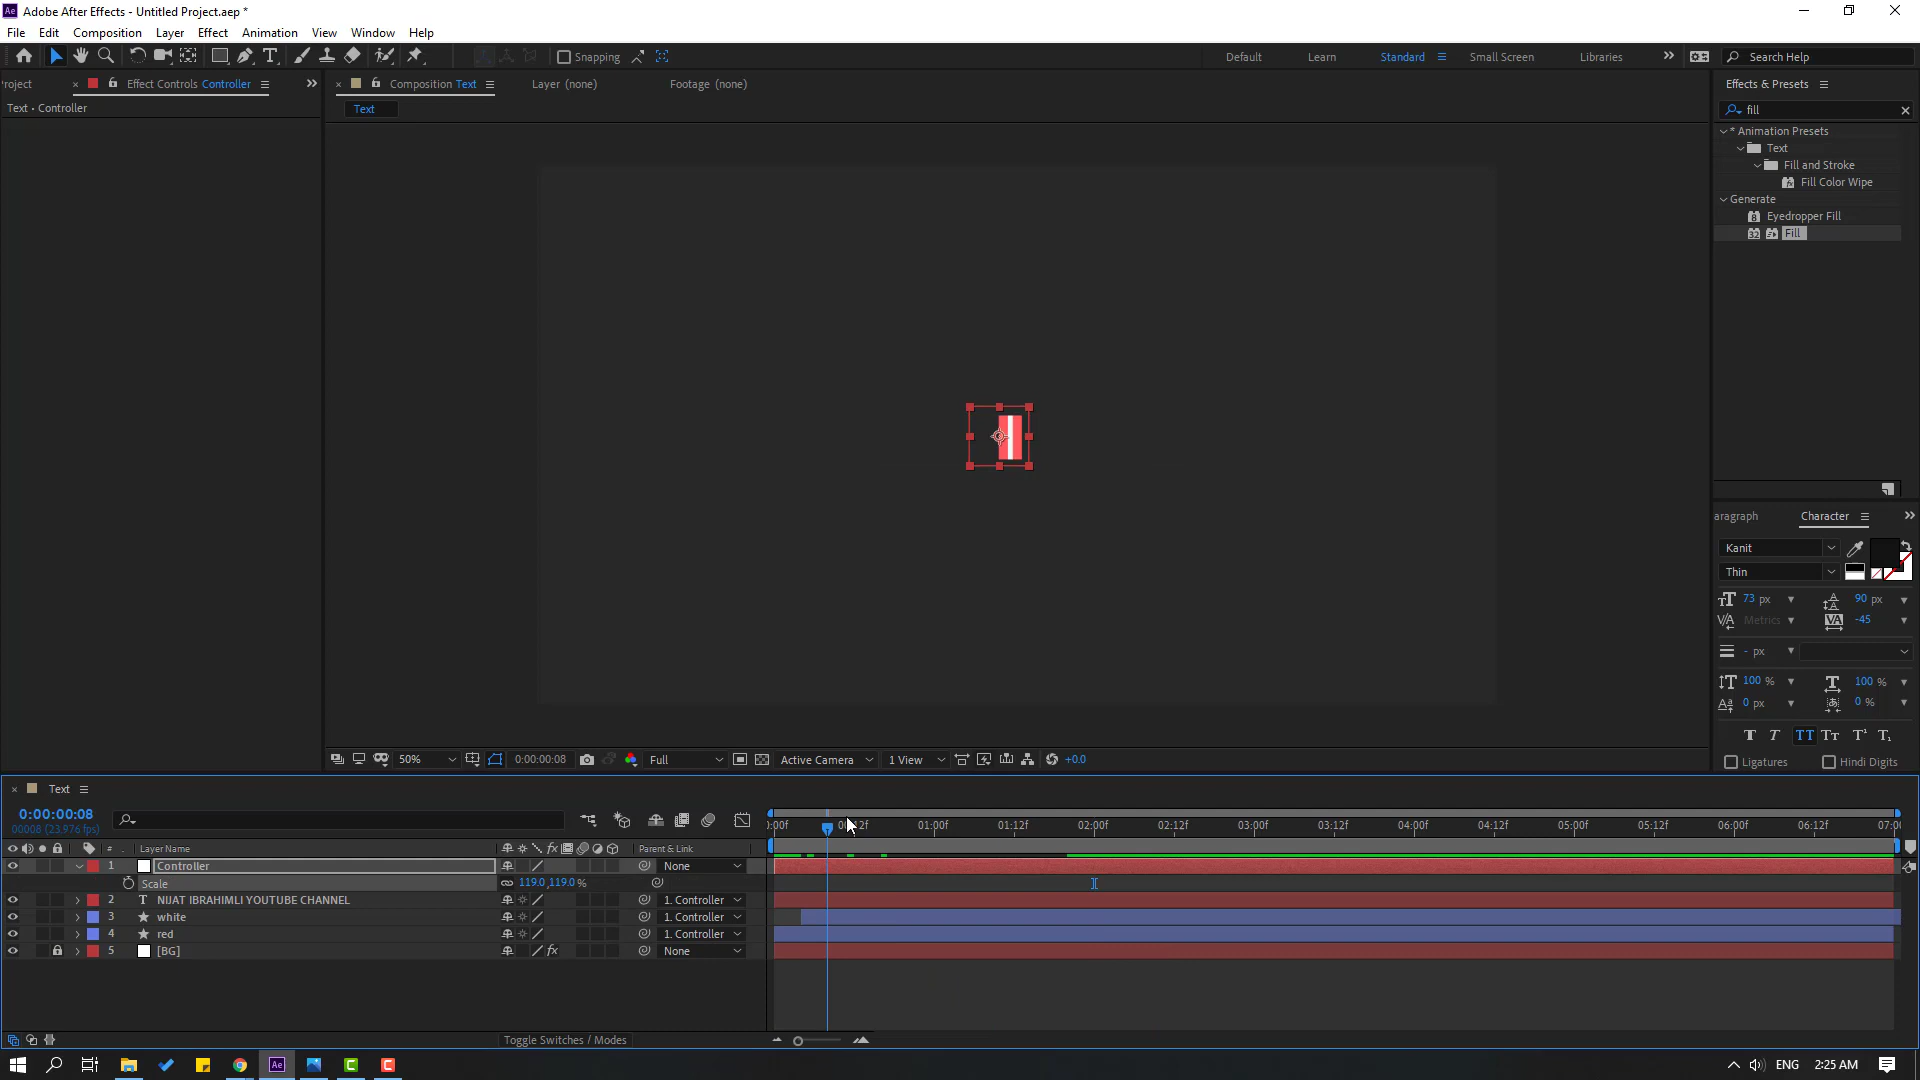 Adobe After Effects - Untitled Project.aep *
File Edit Composition Layer Effect Animation View Window Help
Snapping
Default Learn Standard Small Screen Libraries
Search Help
roject
Effect Controls Controller
Composition Text
Layer (none)
Footage (none)
Effects & Presets
Text • Controller
Text
fill
* Animation Presets
Text
Fill and Stroke
Fill Color Wipe
Generate
Eyedropper Fill
Fill
aragraph Character
Kanit
Thin
73 px 90 px
Metrics -45
- px
100 % 100 %
0 px 0 %
Ligatures Hindi Digits
50% 0:00:00:08 Full Active Camera 1 View +0.0
Text
0:00:00:08
00008 (23.976 fps)
:00f 00:12f 01:00f 01:12f 02:00f 02:12f 03:00f 03:12f 04:00f 04:12f 05:00f 05:12f 06:00f 06:12f 07:0
# Layer Name Parent & Link
1 Controller None
Scale 119.0,119.0 %
2 T NIJAT IBRAHIMLI YOUTUBE CHANNEL 1. Controller
3 white 1. Controller
4 red 1. Controller
5 [BG] None
Toggle Switches / Modes
ENG 2:25 AM